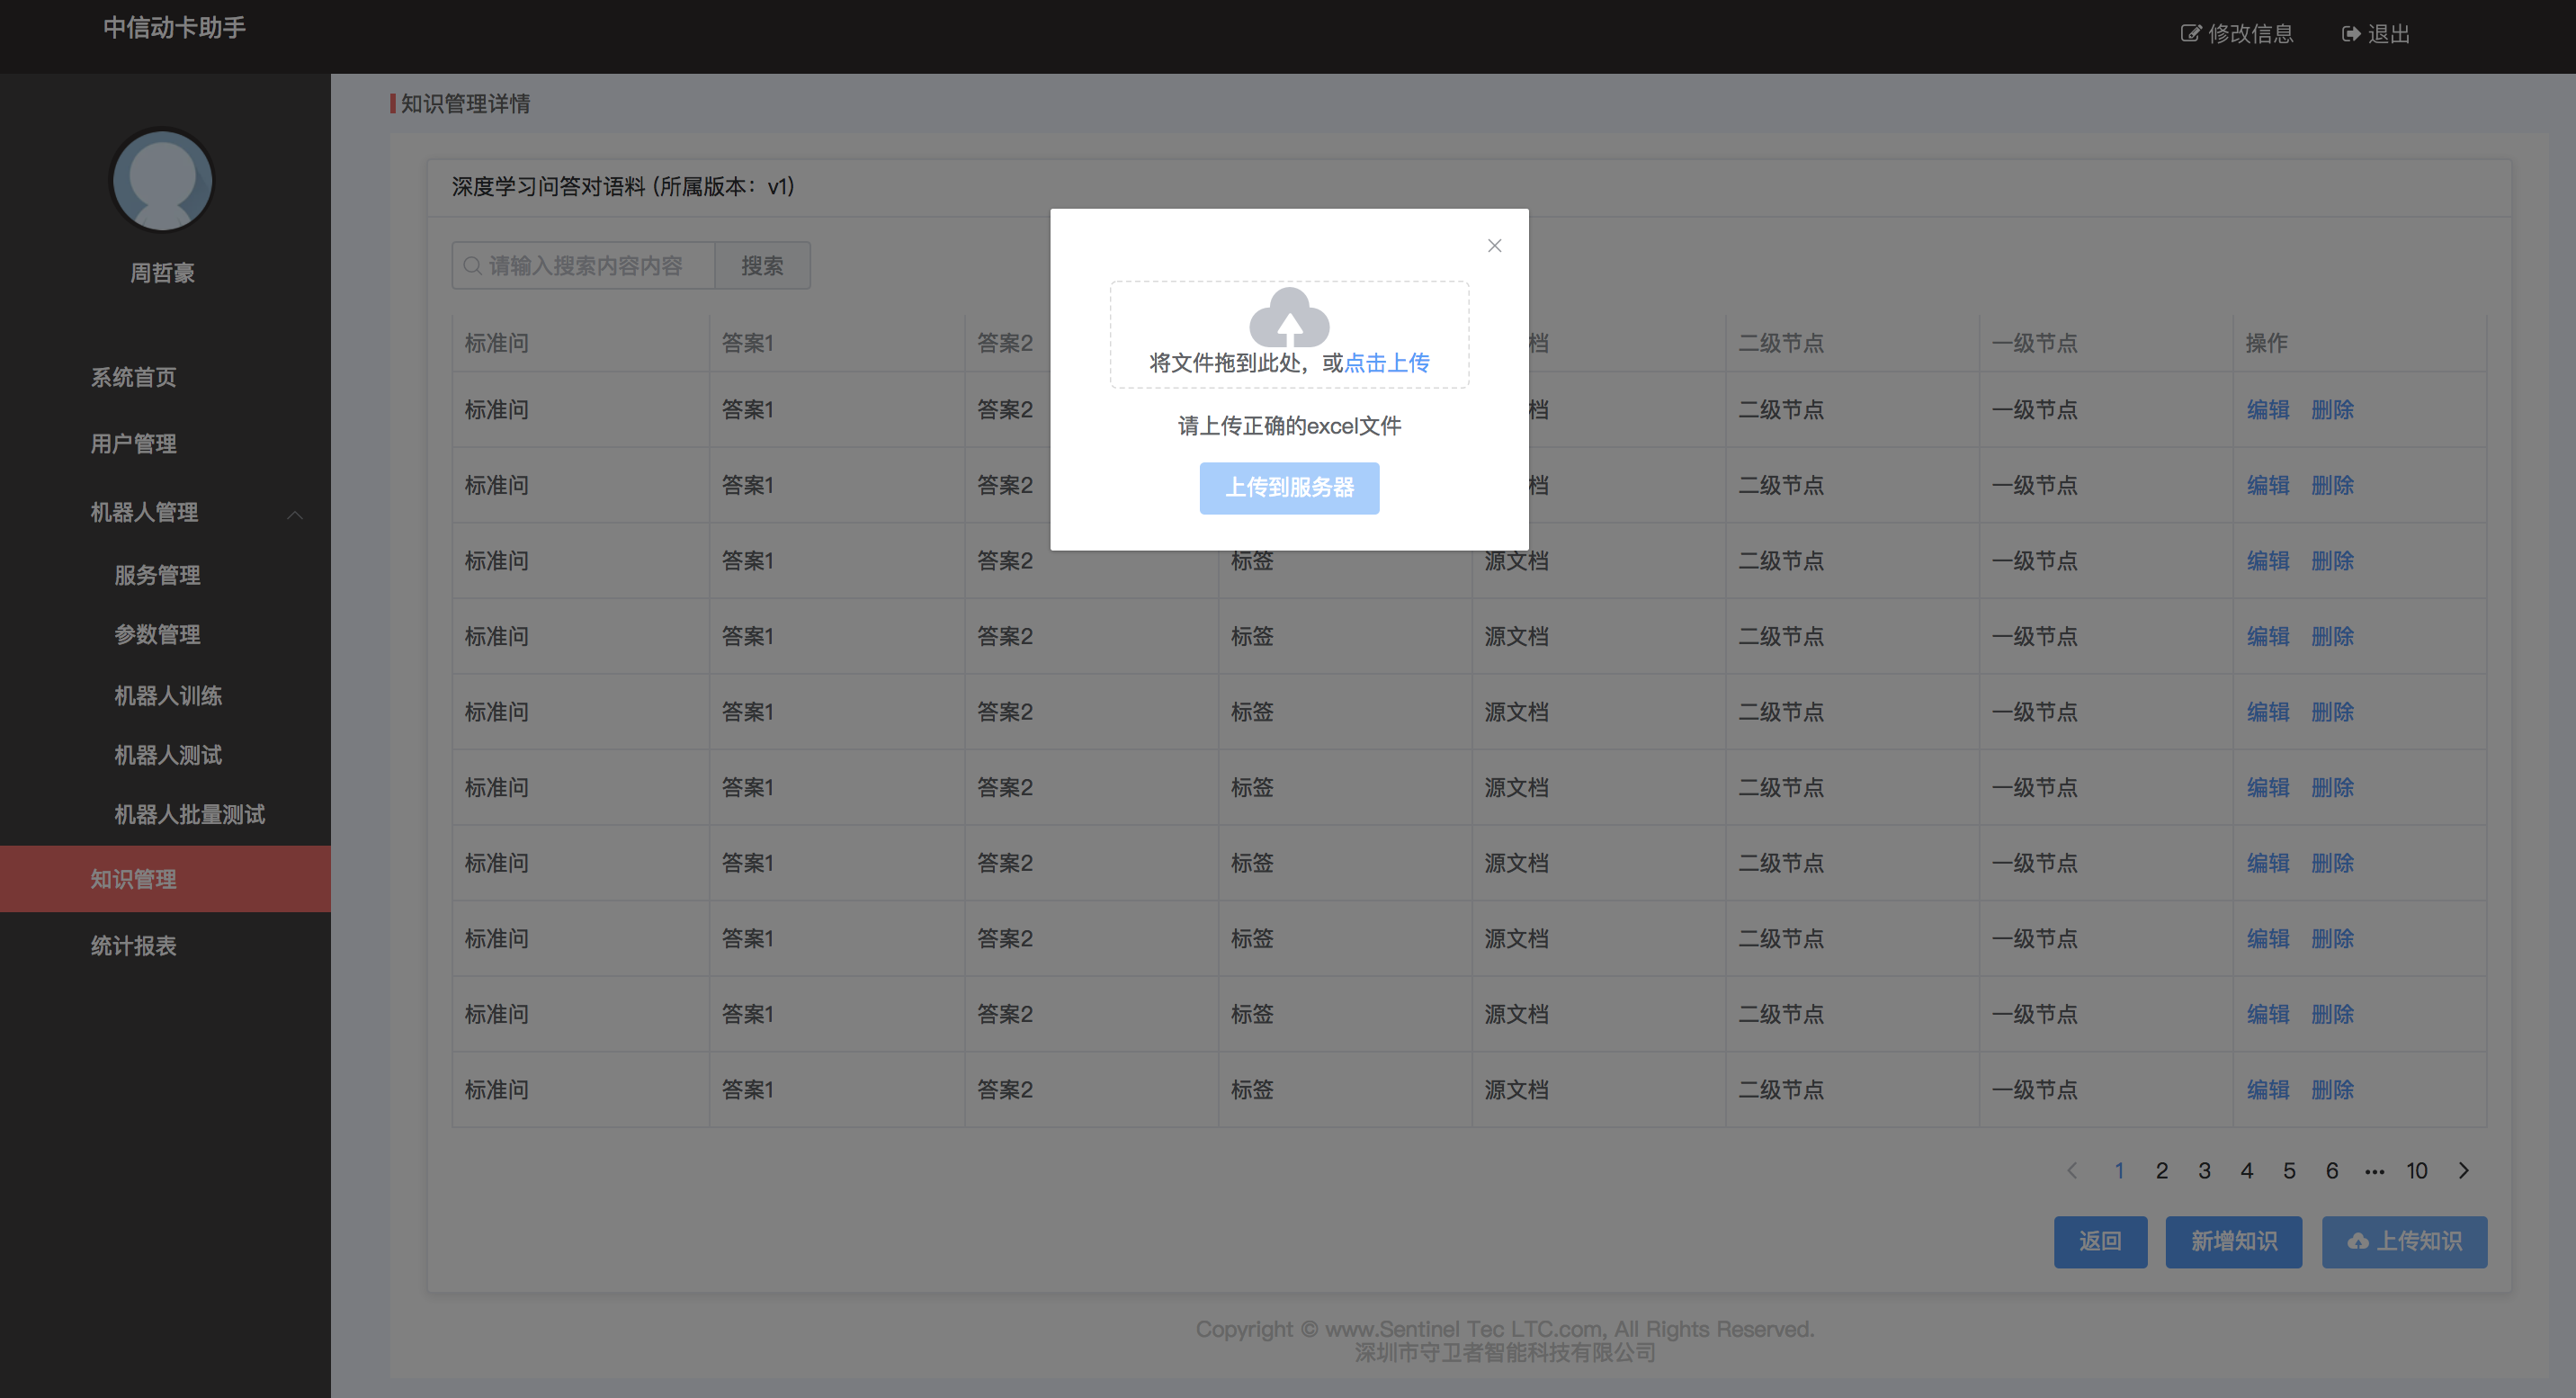 中信动卡助手
修改信息 退出
周哲豪
系统首页
用户管理
机器人管理
服务管理
参数管理
机器人训练
机器人测试
机器人批量测试
知识管理
统计报表
知识管理详情
深度学习问答对语料 (所属版本：v1)
请输入搜索内容内容 搜索
将文件拖到此处，或点击上传
请上传正确的excel文件
上传到服务器
标准问 答案1 答案2 档 二级节点 一级节点 操作
标准问 答案1 答案2 档 二级节点 一级节点 编辑 删除
标准问 答案1 答案2 档 二级节点 一级节点 编辑 删除
标准问 答案1 答案2 标签 源文档 二级节点 一级节点 编辑 删除
标准问 答案1 答案2 标签 源文档 二级节点 一级节点 编辑 删除
标准问 答案1 答案2 标签 源文档 二级节点 一级节点 编辑 删除
标准问 答案1 答案2 标签 源文档 二级节点 一级节点 编辑 删除
标准问 答案1 答案2 标签 源文档 二级节点 一级节点 编辑 删除
标准问 答案1 答案2 标签 源文档 二级节点 一级节点 编辑 删除
标准问 答案1 答案2 标签 源文档 二级节点 一级节点 编辑 删除
标准问 答案1 答案2 标签 源文档 二级节点 一级节点 编辑 删除
1 2 3 4 5 6 ••• 10
返回 新增知识 上传知识
Copyright © www.Sentinel Tec LTC.com, All Rights Reserved.
深圳市守卫者智能科技有限公司